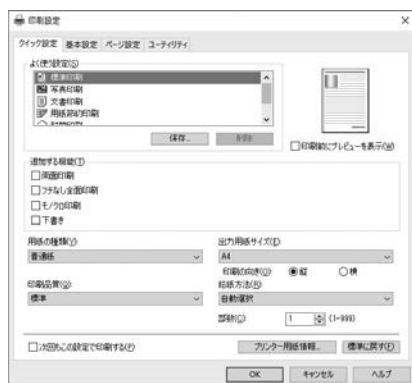 印刷設定
クイック設定 基本設定 ページ設定 ユーティリティ
よく使う設定(S)
標準印刷
写真印刷
文書印刷
用紙節約印刷
封筒印刷
保存...
削除
印刷前にプレビューを表示(W)
追加する機能(T)
両面印刷
フチなし全面印刷
モノクロ印刷
下書き
用紙の種類(Y):
普通紙
出力用紙サイズ(Z):
A4
印刷の向き(O): 縦 横
印刷品質(Q):
標準
給紙方法(R):
自動選択
部数(C): 1 (1-999)
次回もこの設定で印刷する(P)
プリンター用紙情報...
標準に戻す(F)
OK
キャンセル
ヘルプ